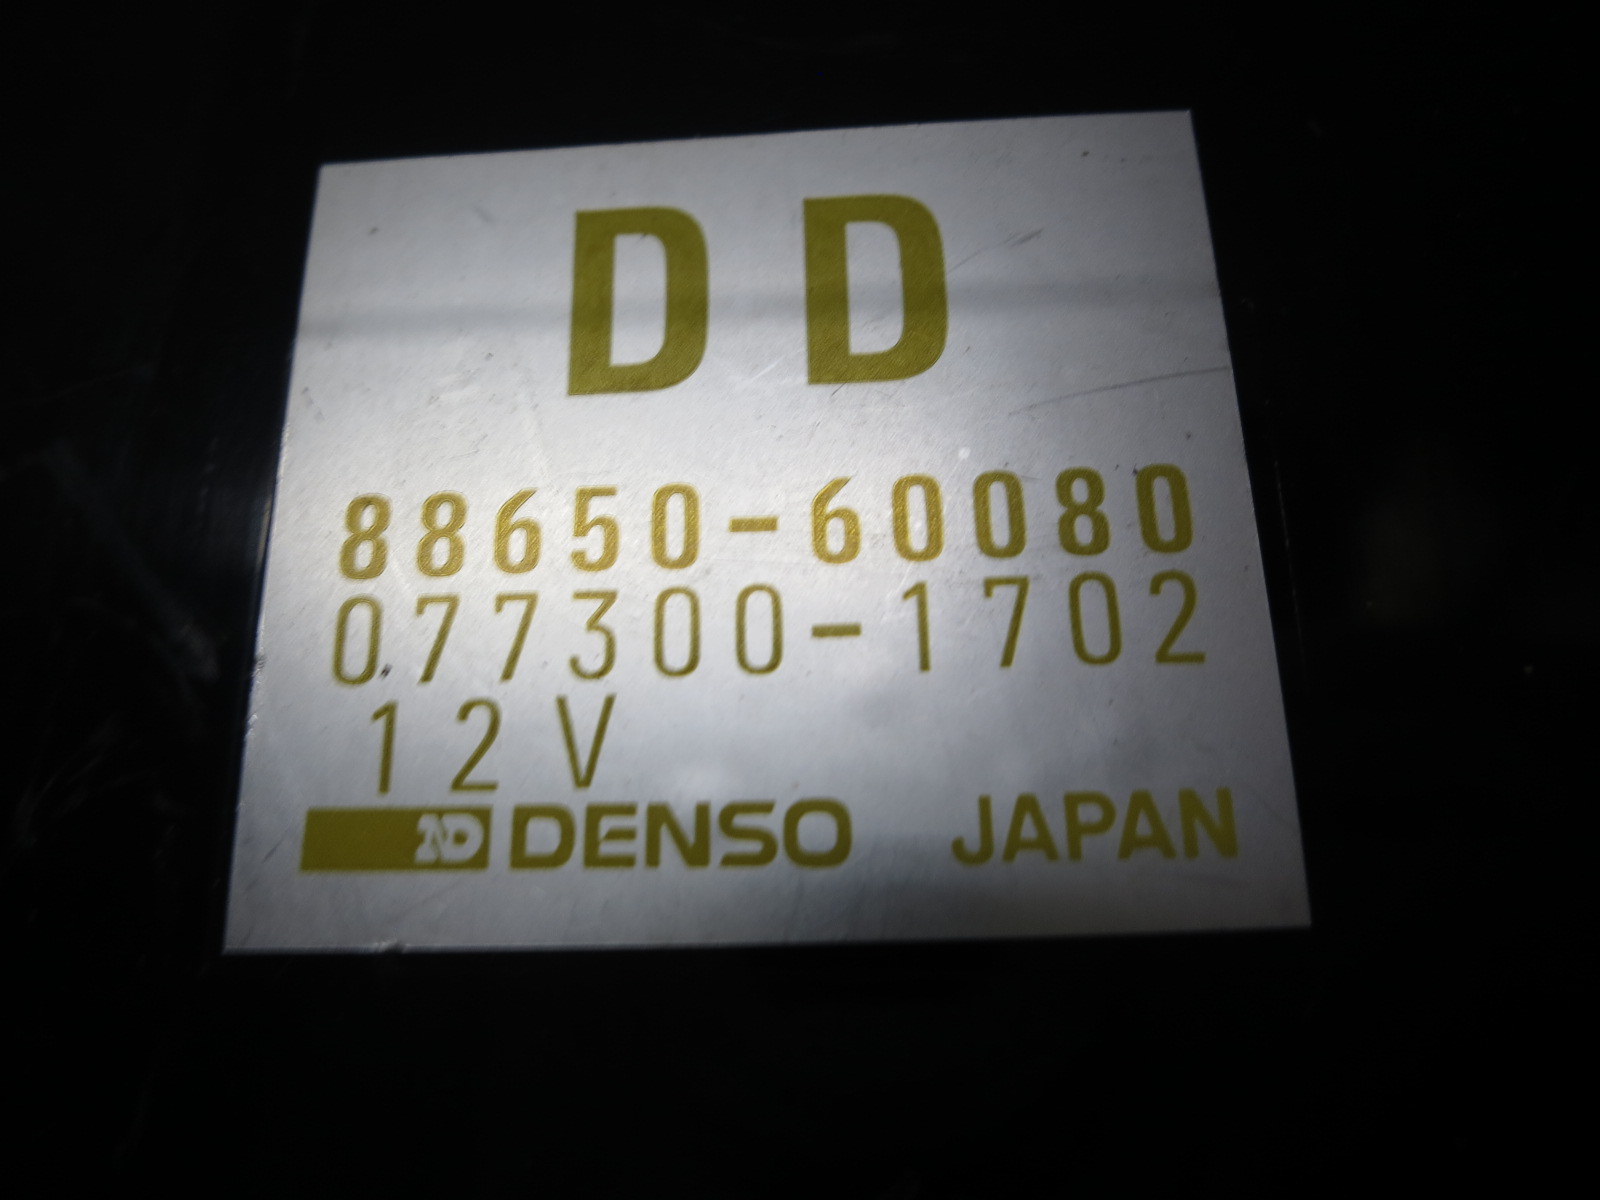 DD
88650-60080
077300-1702
12V
ND DENSO JAPAN